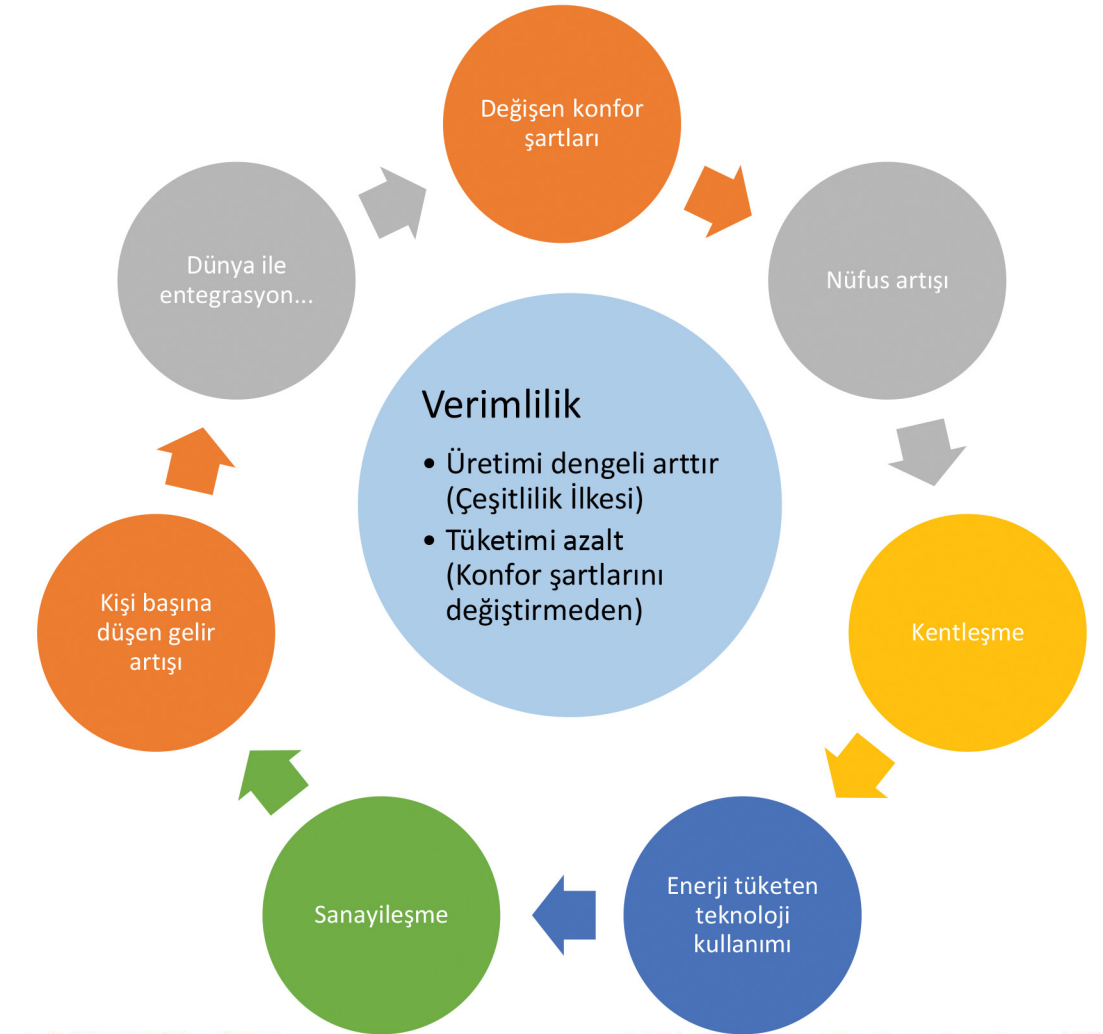 Değişen konfor
şartları
Nüfus artışı
Kentleşme
Enerji tüketen
teknoloji
kullanımı
Sanayileşme
Kişi başına
düşen gelir
artışı
Dünya ile
entegrasyon...
Verimlilik
• Üretimi dengeli arttır
(Çeşitlilik İlkesi)
• Tüketimi azalt
(Konfor şartlarını
değiştirmeden)